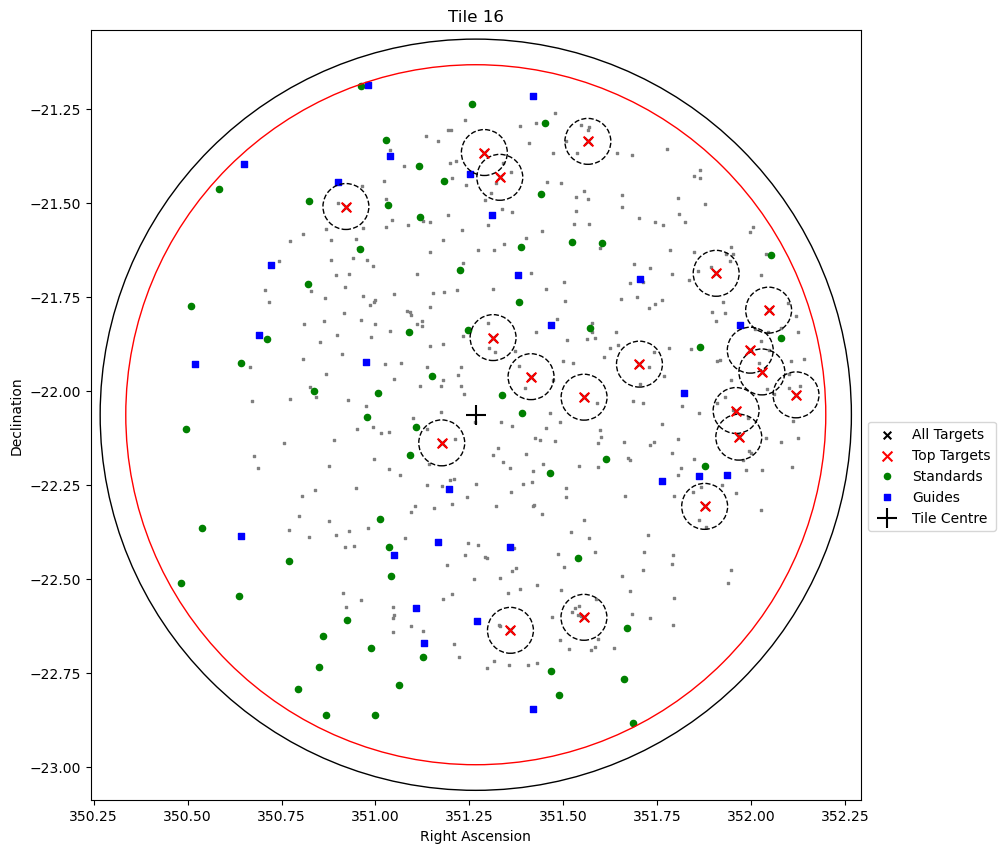 Tile 16
Declination
−21.25
−21.50
−21.75
−22.00
−22.25
−22.50
−22.75
−23.00
350.25 350.50 350.75 351.00 351.25 351.50 351.75 352.00 352.25
Right Ascension
All Targets
Top Targets
Standards
Guides
Tile Centre